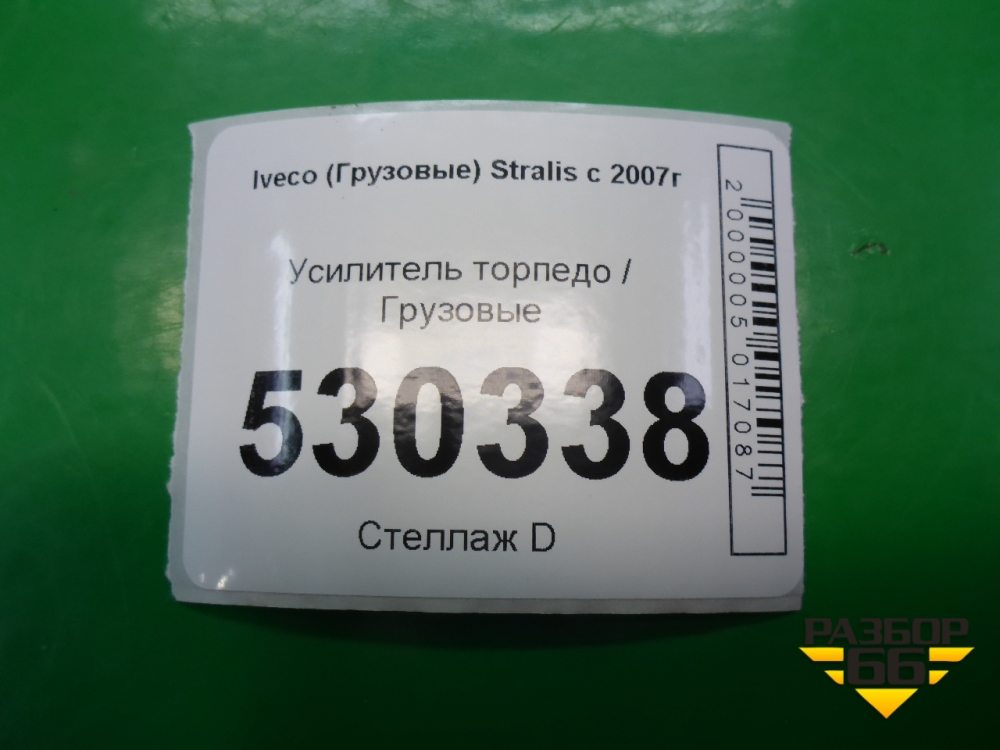 Iveco (Грузовые) Stralis с 2007г
Усилитель торпедо /
Грузовые
530338
Стеллаж D
2000005017087
РАЗБОР
66